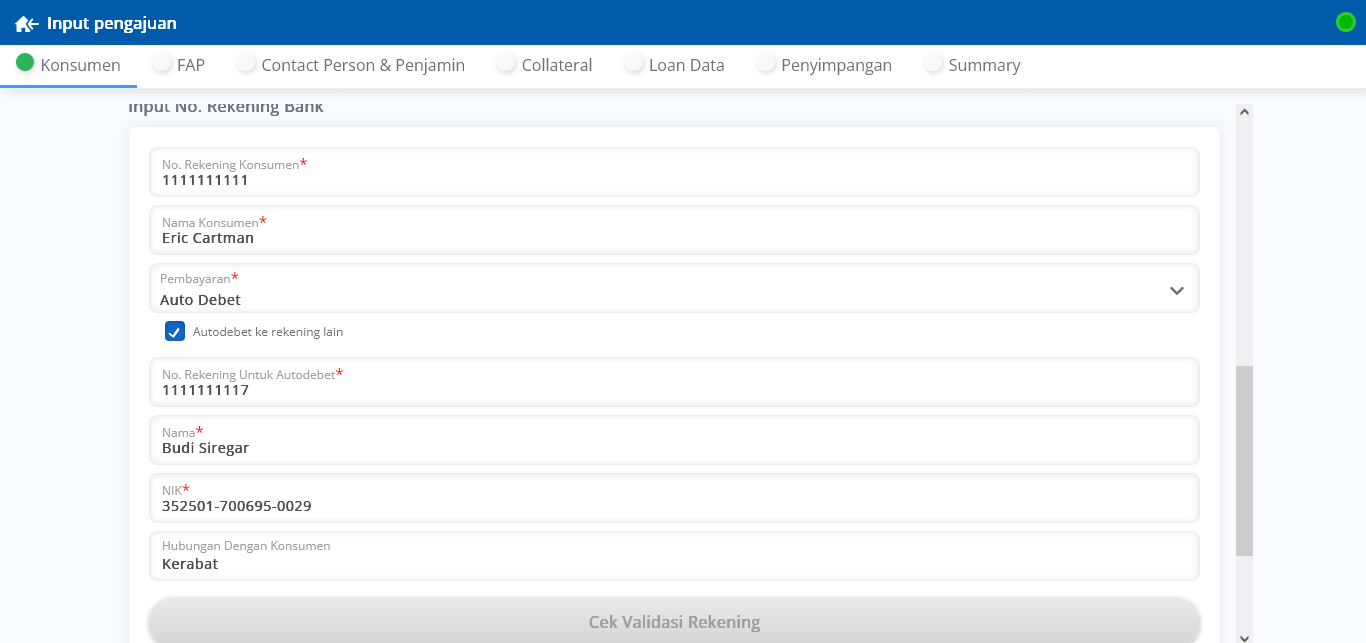 Input pengajuan
Konsumen FAP Contact Person & Penjamin Collateral Loan Data Penyimpangan Summary
Input No. Rekening Bank
No. Rekening Konsumen*
1111111111
Nama Konsumen*
Eric Cartman
Pembayaran*
Auto Debet
Autodebet ke rekening lain
No. Rekening Untuk Autodebet*
1111111117
Nama*
Budi Siregar
NIK*
352501-700695-0029
Hubungan Dengan Konsumen
Kerabat
Cek Validasi Rekening